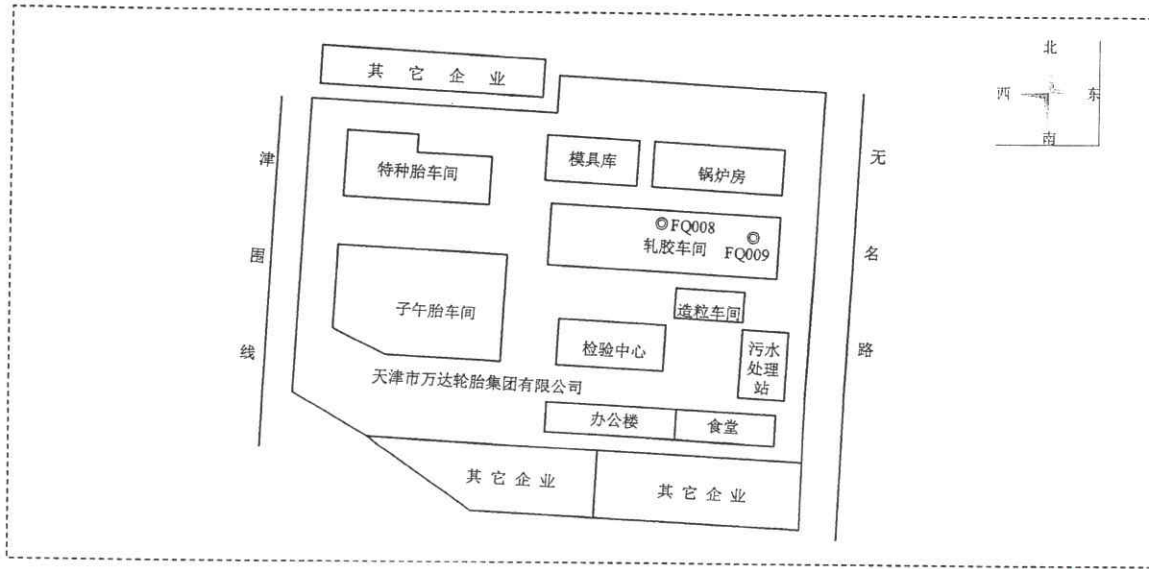 北
西 东
南
其 它 企 业
津 围 线
无 名 路
特种胎车间
模具库
锅炉房
◎FQ008
轧胶车间
◎
FQ009
子午胎车间
造粒车间
检验中心
污水
处理
站
天津市万达轮胎集团有限公司
办公楼
食堂
其 它 企 业
其 它 企 业